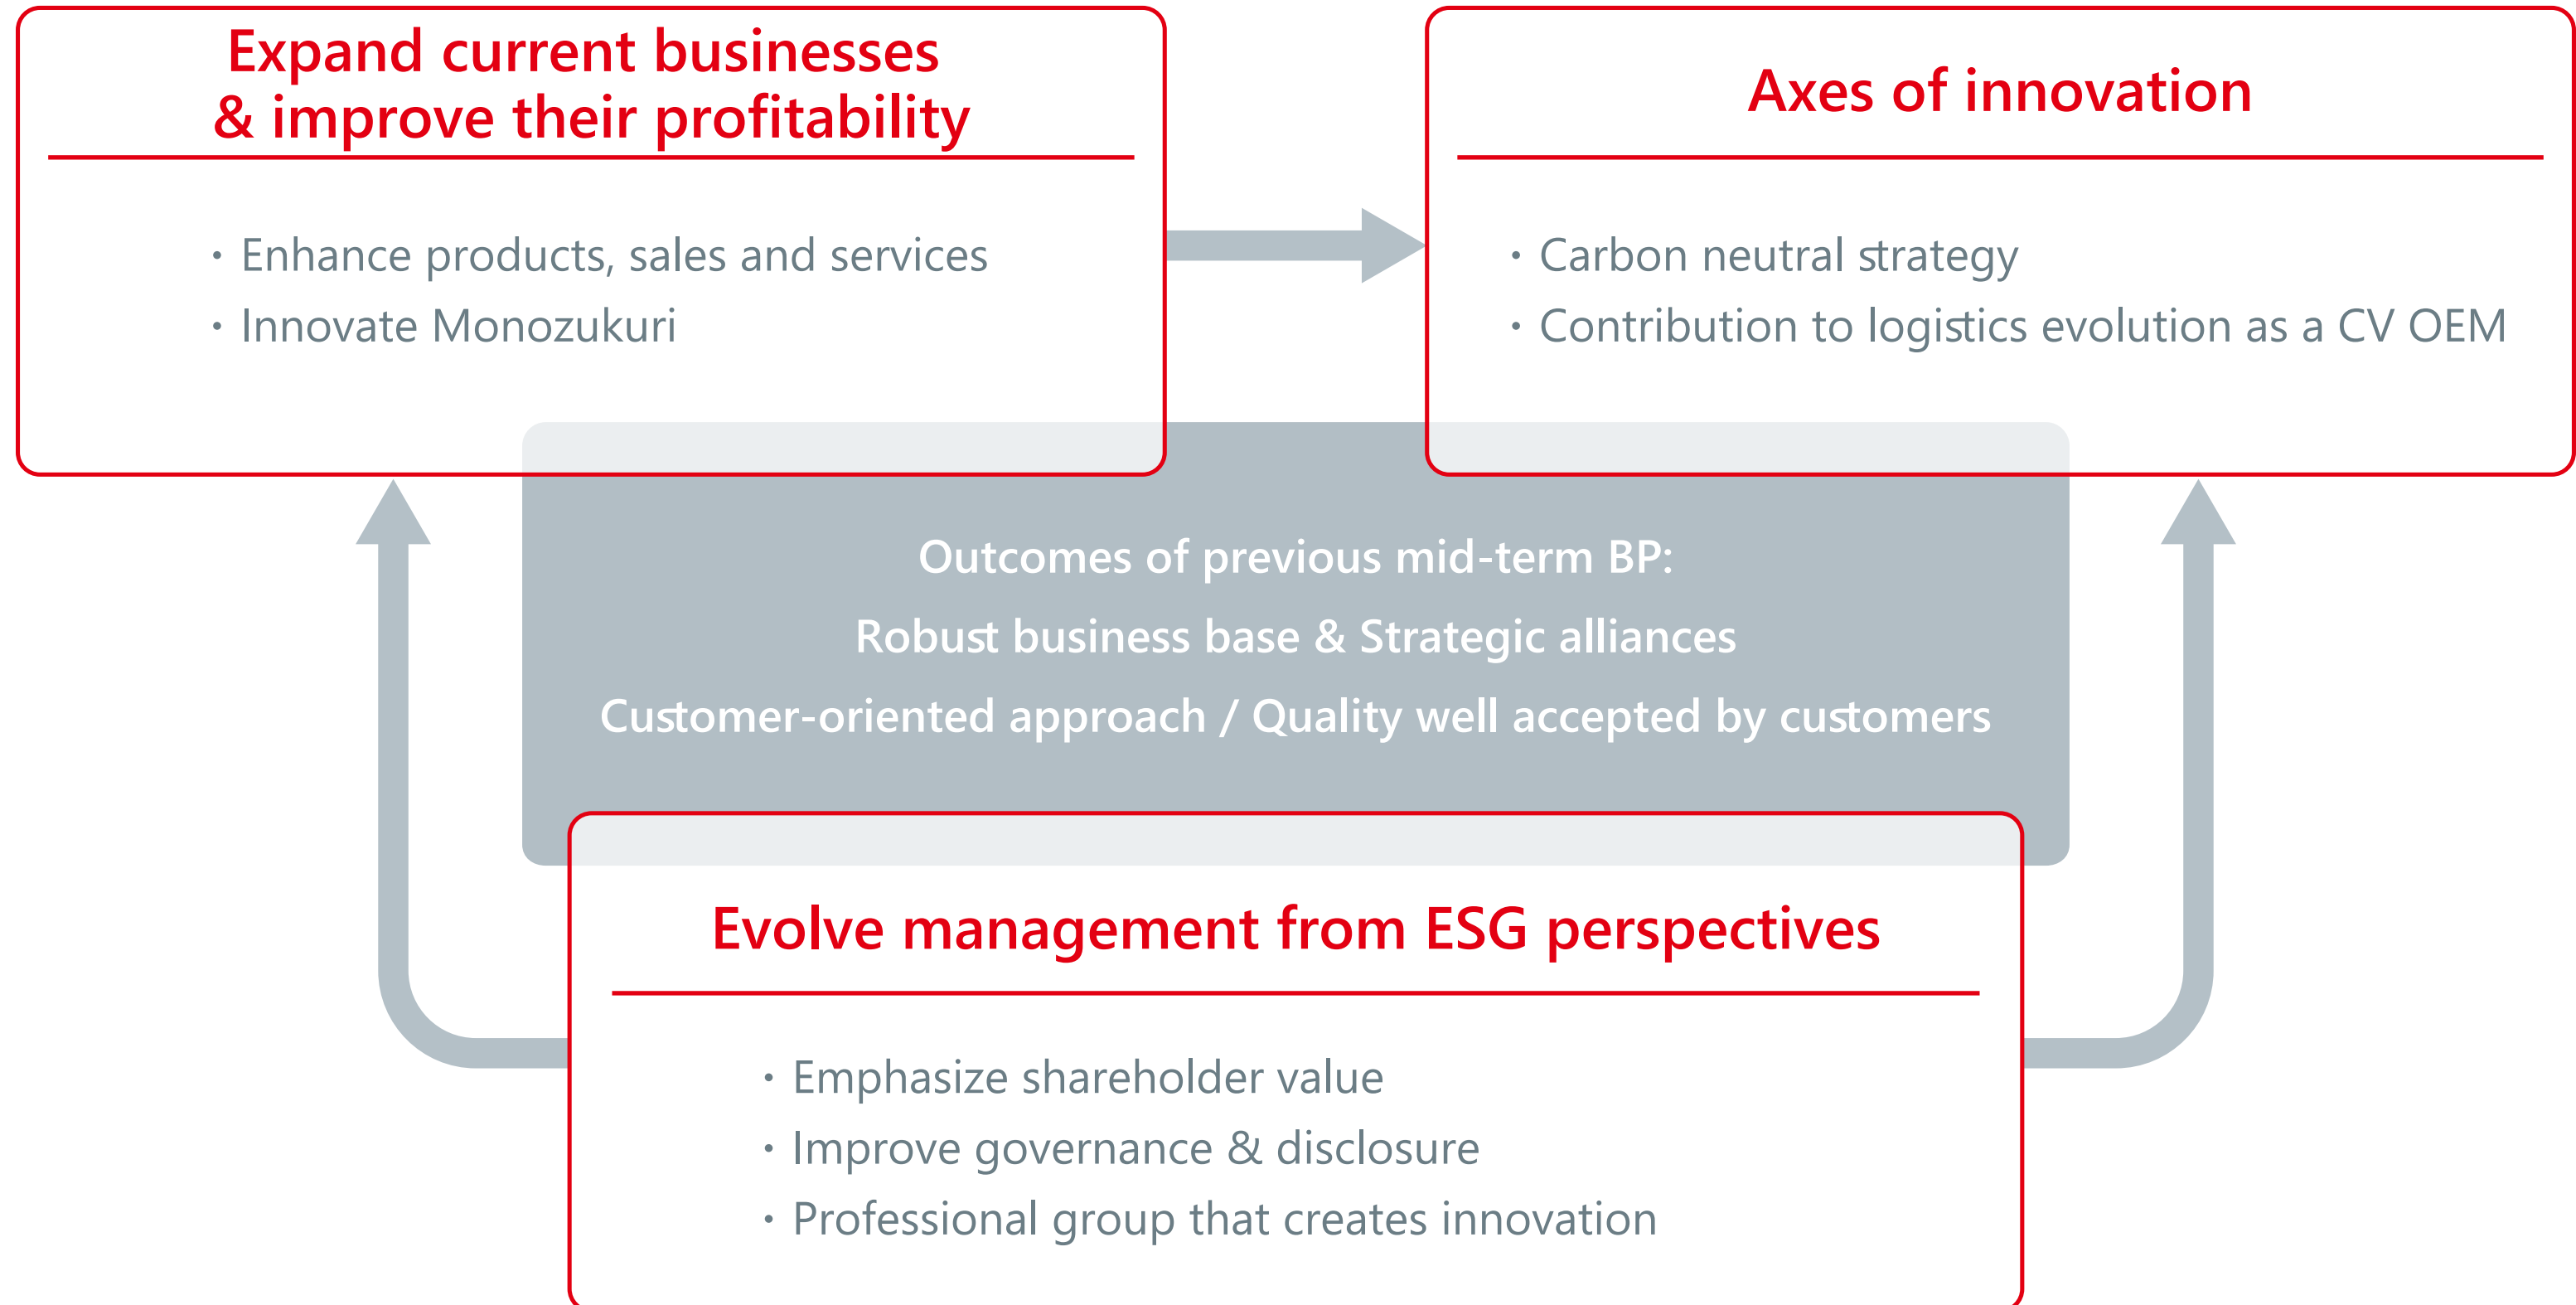 Expand current businesses
& improve their profitability
・Enhance products, sales and services
・Innovate Monozukuri
Axes of innovation
・Carbon neutral strategy
・Contribution to logistics evolution as a CV OEM
Outcomes of previous mid-term BP:
Robust business base & Strategic alliances
Customer-oriented approach / Quality well accepted by customers
Evolve management from ESG perspectives
・Emphasize shareholder value
・Improve governance & disclosure
・Professional group that creates innovation